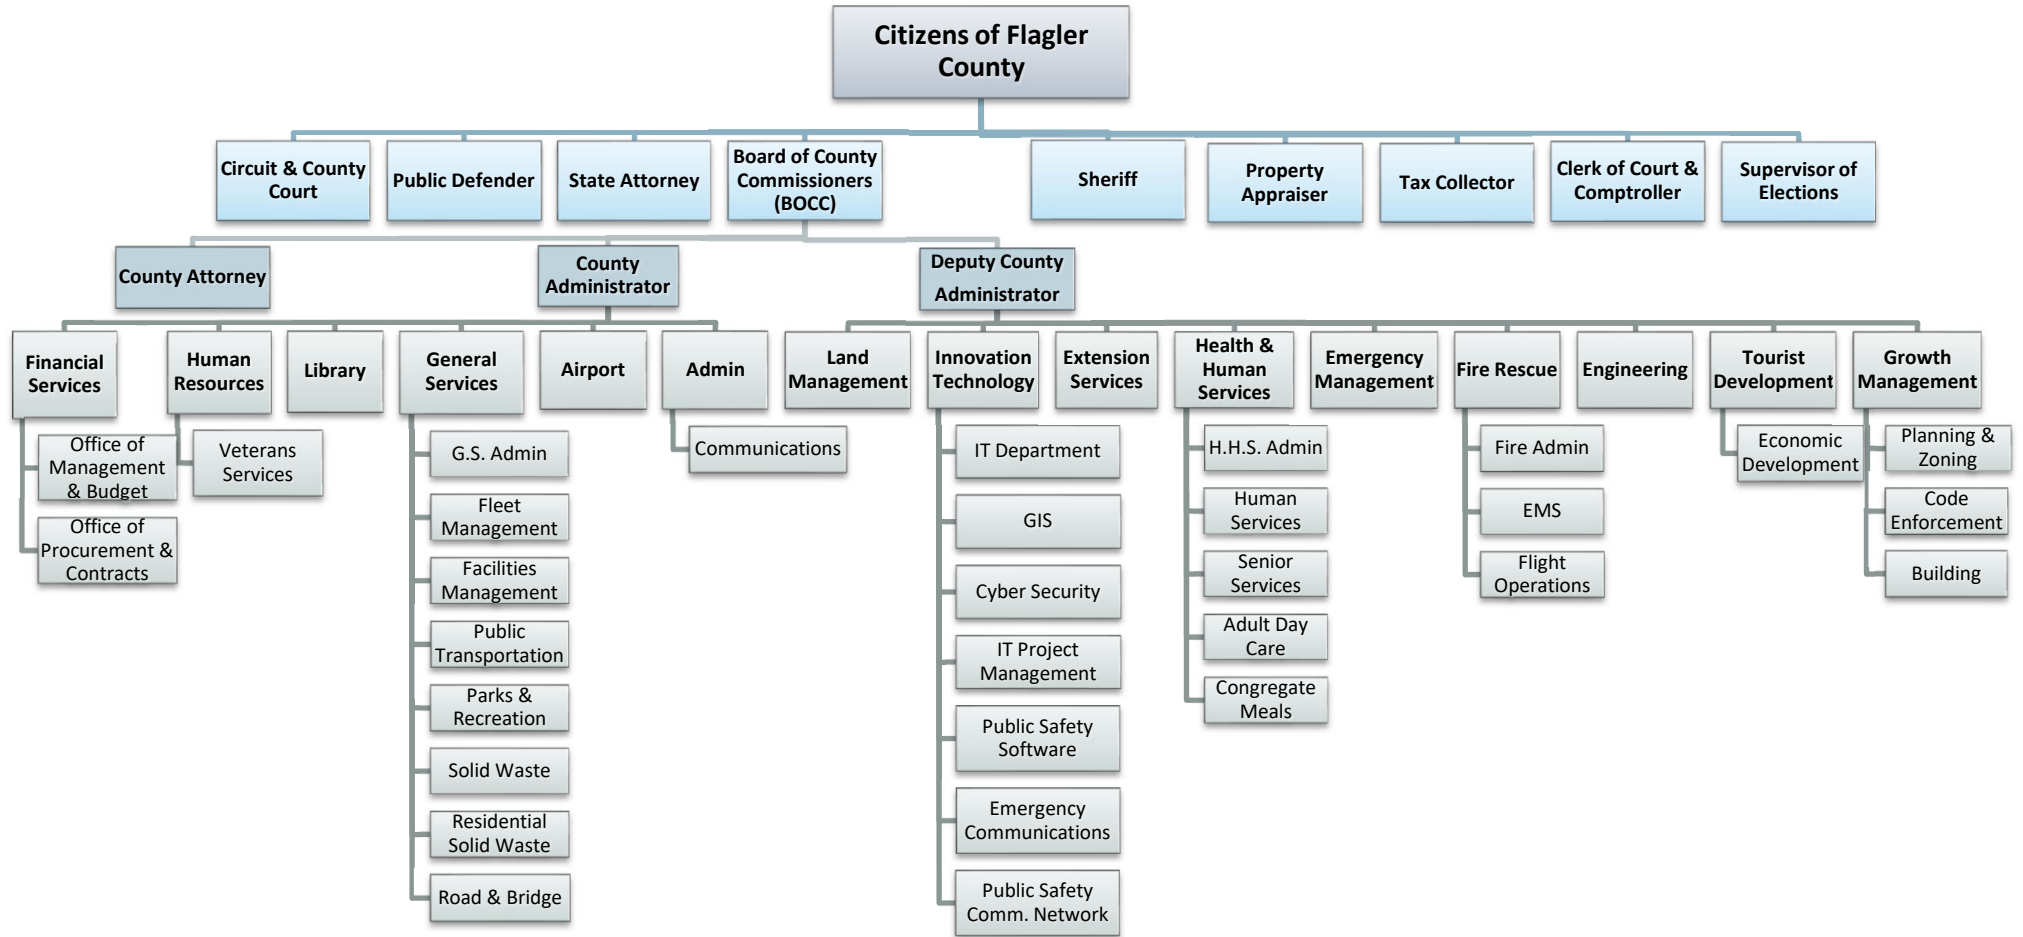 Citizens of Flagler
County
Circuit & County
Court
Public Defender
State Attorney
Board of County
Commissioners
(BOCC)
Sheriff
Property
Appraiser
Tax Collector
Clerk of Court &
Comptroller
Supervisor of
Elections
County Attorney
County
Administrator
Deputy County
Administrator
Financial
Services
Human
Resources
Library
General
Services
Airport
Admin
Land
Management
Innovation
Technology
Extension
Services
Health &
Human
Services
Emergency
Management
Fire Rescue
Engineering
Tourist
Development
Growth
Management
Office of
Management
& Budget
Office of
Procurement &
Contracts
Veterans
Services
G.S. Admin
Fleet
Management
Facilities
Management
Public
Transportation
Parks &
Recreation
Solid Waste
Residential
Solid Waste
Road & Bridge
Communications
IT Department
GIS
Cyber Security
IT Project
Management
Public Safety
Software
Emergency
Communications
Public Safety
Comm. Network
H.H.S. Admin
Human
Services
Senior
Services
Adult Day
Care
Congregate
Meals
Fire Admin
EMS
Flight
Operations
Economic
Development
Planning &
Zoning
Code
Enforcement
Building